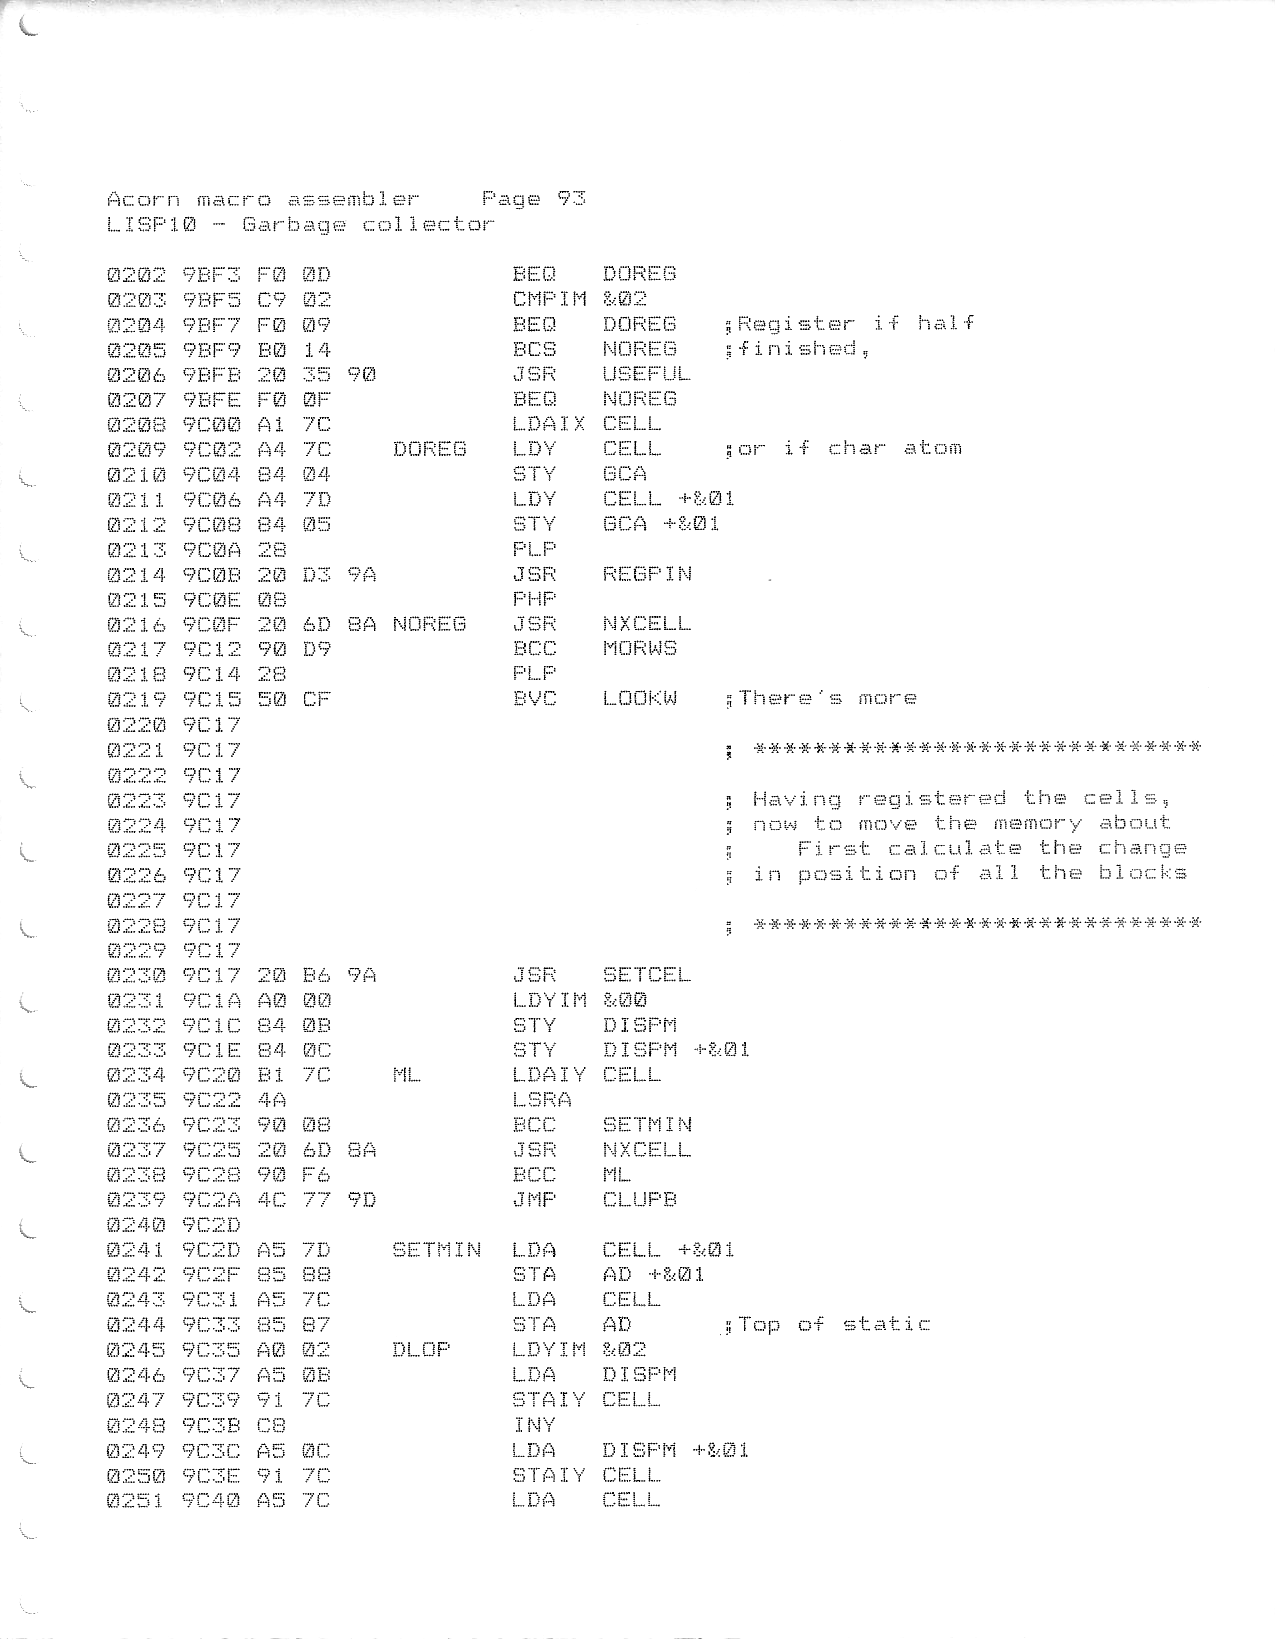 Acorn macro assembler    Page 93
LISP10 - Garbage collector
0202 9BF3 F0 0D            BEQ   DOREG
0203 9BF5 C9 02            CMPIM &02
0204 9BF7 F0 09            BEQ   DOREG   ;Register if half
0205 9BF9 B0 14            BCS   NOREG   ;finished,
0206 9BFB 20 35 90         JSR   USEFUL
0207 9BFE F0 0F            BEQ   NOREG
0208 9C00 A1 7C            LDAIX CELL
0209 9C02 A4 7C    DOREG   LDY   CELL    ;or if char atom
0210 9C04 84 04            STY   GCA
0211 9C06 A4 7D            LDY   CELL +&01
0212 9C08 84 05            STY   GCA +&01
0213 9C0A 28               PLP
0214 9C0B 20 D3 9A         JSR   REGPIN
0215 9C0E 08               PHP
0216 9C0F 20 6D 8A NOREG   JSR   NXCELL
0217 9C12 90 D9            BCC   MORWS
0218 9C14 28               PLP
0219 9C15 50 CF            BVC   LOOKW   ;There's more
0220 9C17
0221 9C17                                ; ******************************
0222 9C17
0223 9C17                                ; Having registered the cells,
0224 9C17                                ; now to move the memory about
0225 9C17                                ;    First calculate the change
0226 9C17                                ; in position of all the blocks
0227 9C17
0228 9C17                                ; ******************************
0229 9C17
0230 9C17 20 B6 9A         JSR   SETCEL
0231 9C1A A0 00            LDYIM &00
0232 9C1C 84 0B            STY   DISPM
0233 9C1E 84 0C            STY   DISPM +&01
0234 9C20 B1 7C    ML      LDAIY CELL
0235 9C22 4A               LSRA
0236 9C23 90 08            BCC   SETMIN
0237 9C25 20 6D 8A         JSR   NXCELL
0238 9C28 90 F6            BCC   ML
0239 9C2A 4C 77 9D         JMP   CLUPB
0240 9C2D
0241 9C2D A5 7D    SETMIN  LDA   CELL +&01
0242 9C2F 85 88            STA   AD +&01
0243 9C31 A5 7C            LDA   CELL
0244 9C33 85 87            STA   AD      ;Top of static
0245 9C35 A0 02    DLOP    LDYIM &02
0246 9C37 A5 0B            LDA   DISPM
0247 9C39 91 7C            STAIY CELL
0248 9C3B C8               INY
0249 9C3C A5 0C            LDA   DISPM +&01
0250 9C3E 91 7C            STAIY CELL
0251 9C40 A5 7C            LDA   CELL